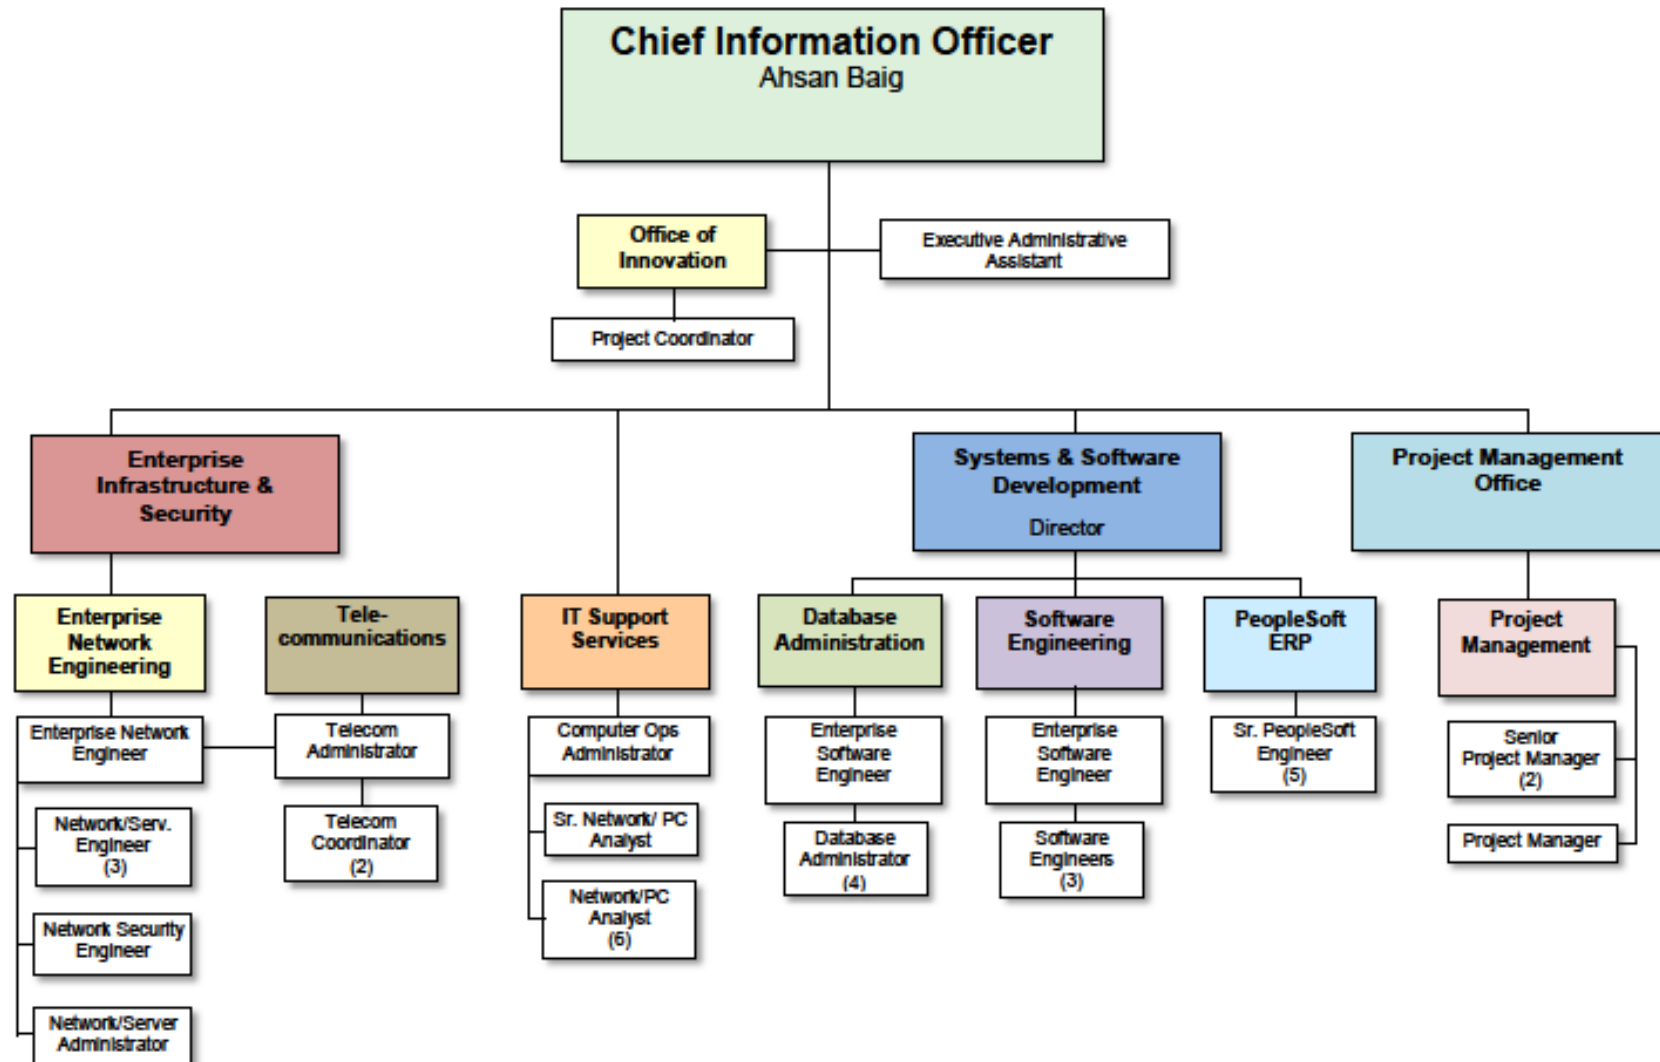 Chief Information Officer
Ahsan Baig
Office of
Innovation
Executive Administrative
Assistant
Project Coordinator
Enterprise
Infrastructure &
Security
Systems & Software
Development
Director
Project Management
Office
Enterprise
Network
Engineering
Tele-
communications
IT Support
Services
Database
Administration
Software
Engineering
PeopleSoft
ERP
Project
Management
Enterprise Network
Engineer
Telecom
Administrator
Computer Ops
Administrator
Enterprise
Software
Engineer
Enterprise
Software
Engineer
Sr. PeopleSoft
Engineer
(5)
Senior
Project Manager
(2)
Network/Serv.
Engineer
(3)
Telecom
Coordinator
(2)
Sr. Network/ PC
Analyst
Database
Administrator
(4)
Software
Engineers
(3)
Project Manager
Network/PC
Analyst
(6)
Network Security
Engineer
Network/Server
Administrator